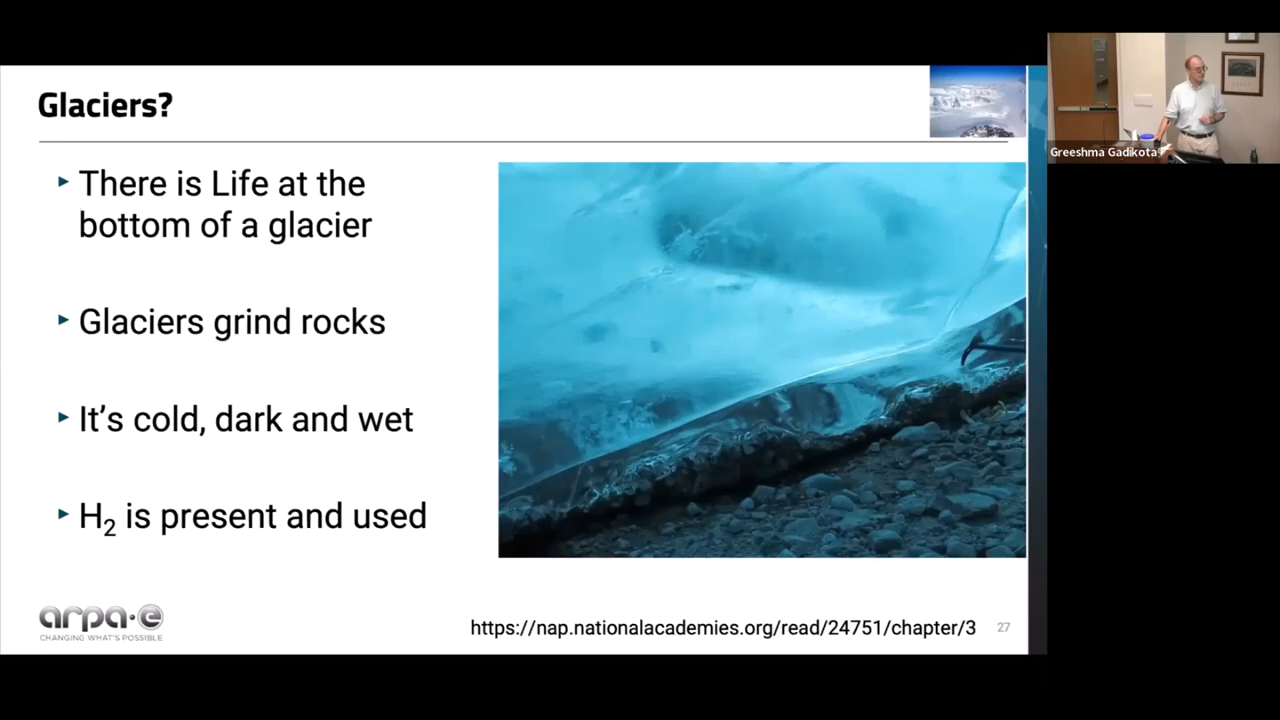 Glaciers?
There is Life at the
bottom of a glacier
Glaciers grind rocks
It's cold, dark and wet
H₂ is present and used
arpa·e
CHANGING WHAT'S POSSIBLE
https://nap.nationalacademies.org/read/24751/chapter/3
27
Greeshma Gadikota